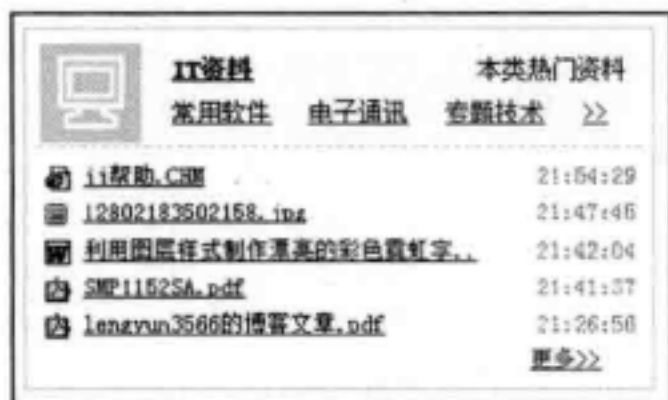 IT资料 本类热门资料
常用软件 电子通讯 专题技术 >>
ii帮助.CHM 21:54:29
12802183502158.jpg 21:47:45
利用图层样式制作漂亮的彩色霓虹字.. 21:42:04
SMP1152SA.pdf 21:41:37
lengyun3566的博客文章.pdf 21:26:56
更多>>